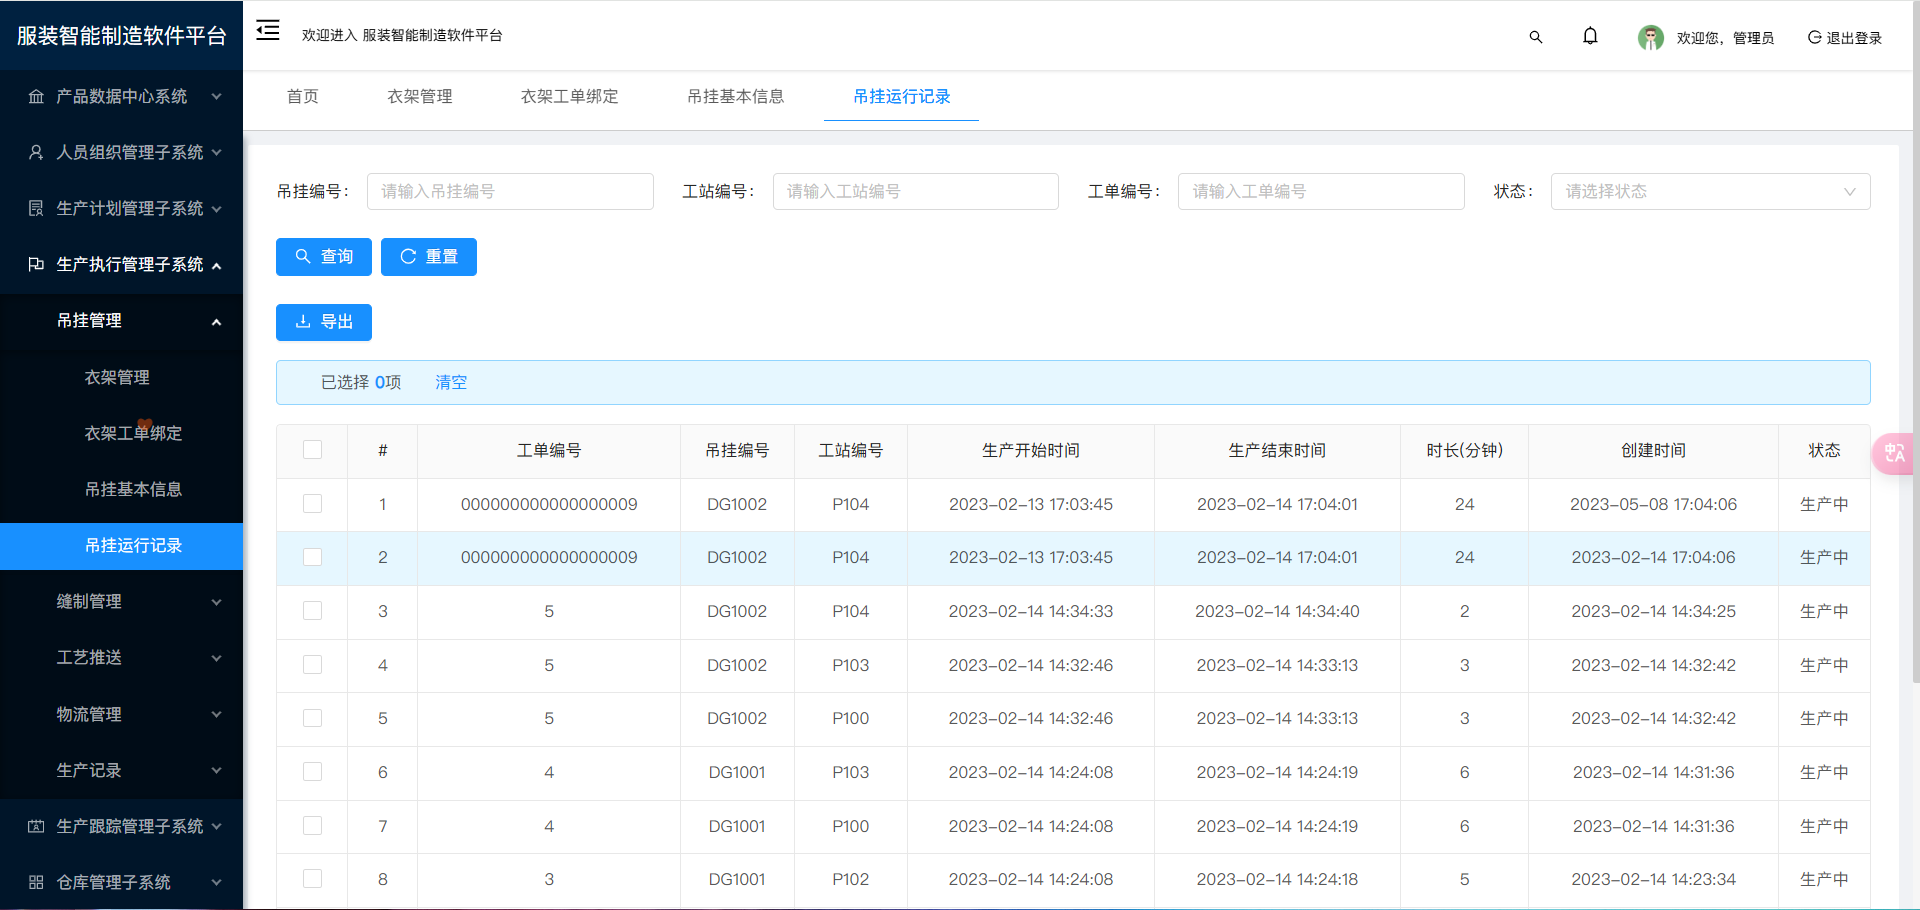 服装智能制造软件平台
欢迎进入 服装智能制造软件平台
欢迎您，管理员
退出登录
产品数据中心系统
人员组织管理子系统
生产计划管理子系统
生产执行管理子系统
吊挂管理
衣架管理
衣架工单绑定
吊挂基本信息
吊挂运行记录
缝制管理
工艺推送
物流管理
生产记录
生产跟踪管理子系统
仓库管理子系统
首页 衣架管理 衣架工单绑定 吊挂基本信息 吊挂运行记录
吊挂编号： 请输入吊挂编号 工站编号： 请输入工站编号 工单编号： 请输入工单编号 状态： 请选择状态
查询 重置
导出
已选择 0项 清空
# 工单编号 吊挂编号 工站编号 生产开始时间 生产结束时间 时长(分钟) 创建时间 状态
1 000000000000000009 DG1002 P104 2023-02-13 17:03:45 2023-02-14 17:04:01 24 2023-05-08 17:04:06 生产中
2 000000000000000009 DG1002 P104 2023-02-13 17:03:45 2023-02-14 17:04:01 24 2023-02-14 17:04:06 生产中
3 5 DG1002 P104 2023-02-14 14:34:33 2023-02-14 14:34:40 2 2023-02-14 14:34:25 生产中
4 5 DG1002 P103 2023-02-14 14:32:46 2023-02-14 14:33:13 3 2023-02-14 14:32:42 生产中
5 5 DG1002 P100 2023-02-14 14:32:46 2023-02-14 14:33:13 3 2023-02-14 14:32:42 生产中
6 4 DG1001 P103 2023-02-14 14:24:08 2023-02-14 14:24:19 6 2023-02-14 14:31:36 生产中
7 4 DG1001 P100 2023-02-14 14:24:08 2023-02-14 14:24:19 6 2023-02-14 14:31:36 生产中
8 3 DG1001 P102 2023-02-14 14:24:08 2023-02-14 14:24:18 5 2023-02-14 14:23:34 生产中